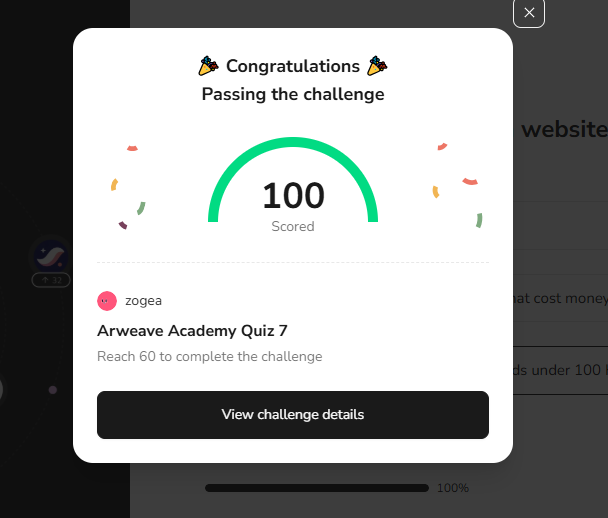 Congratulations
Passing the challenge
website
100
Scored
32
hat cost money
zogea
Arweave Academy Quiz 7
Reach 60 to complete the challenge
ds under 100
View challenge details
100%